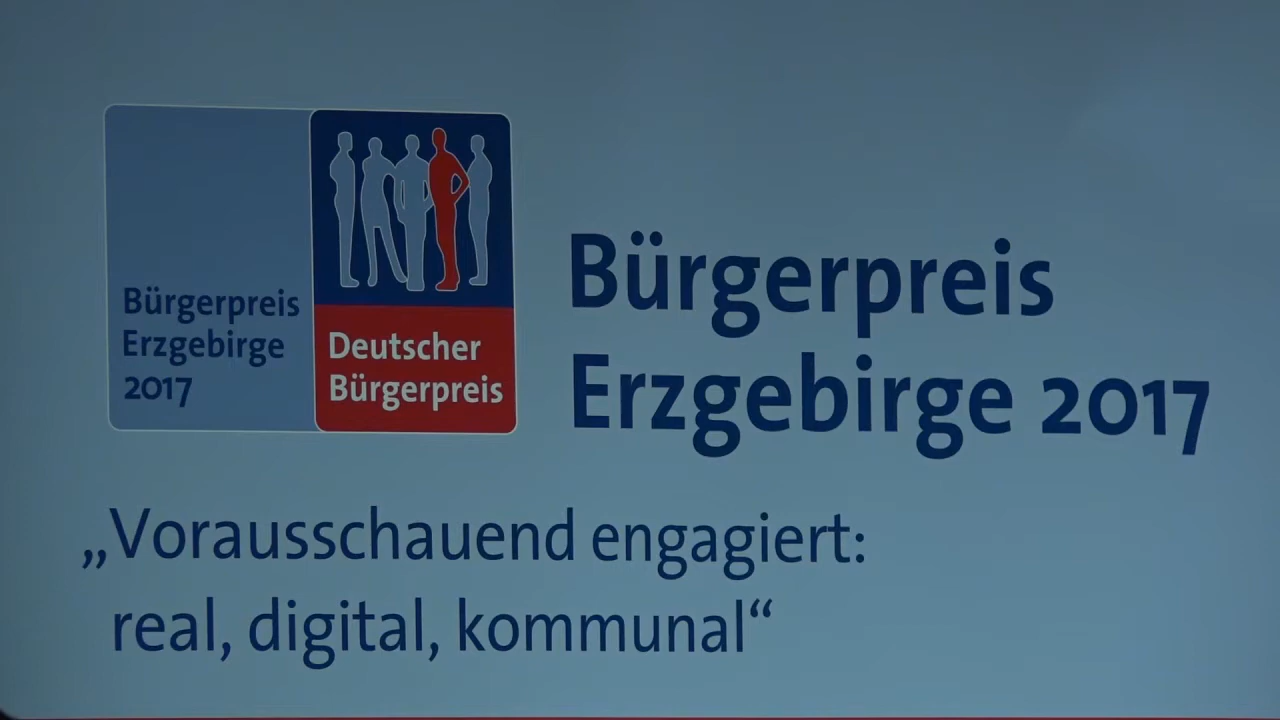 Bürgerpreis
Erzgebirge
2017
Deutscher
Bürgerpreis
Bürgerpreis
Erzgebirge 2017
„Vorausschauend engagiert:
real, digital, kommunal“